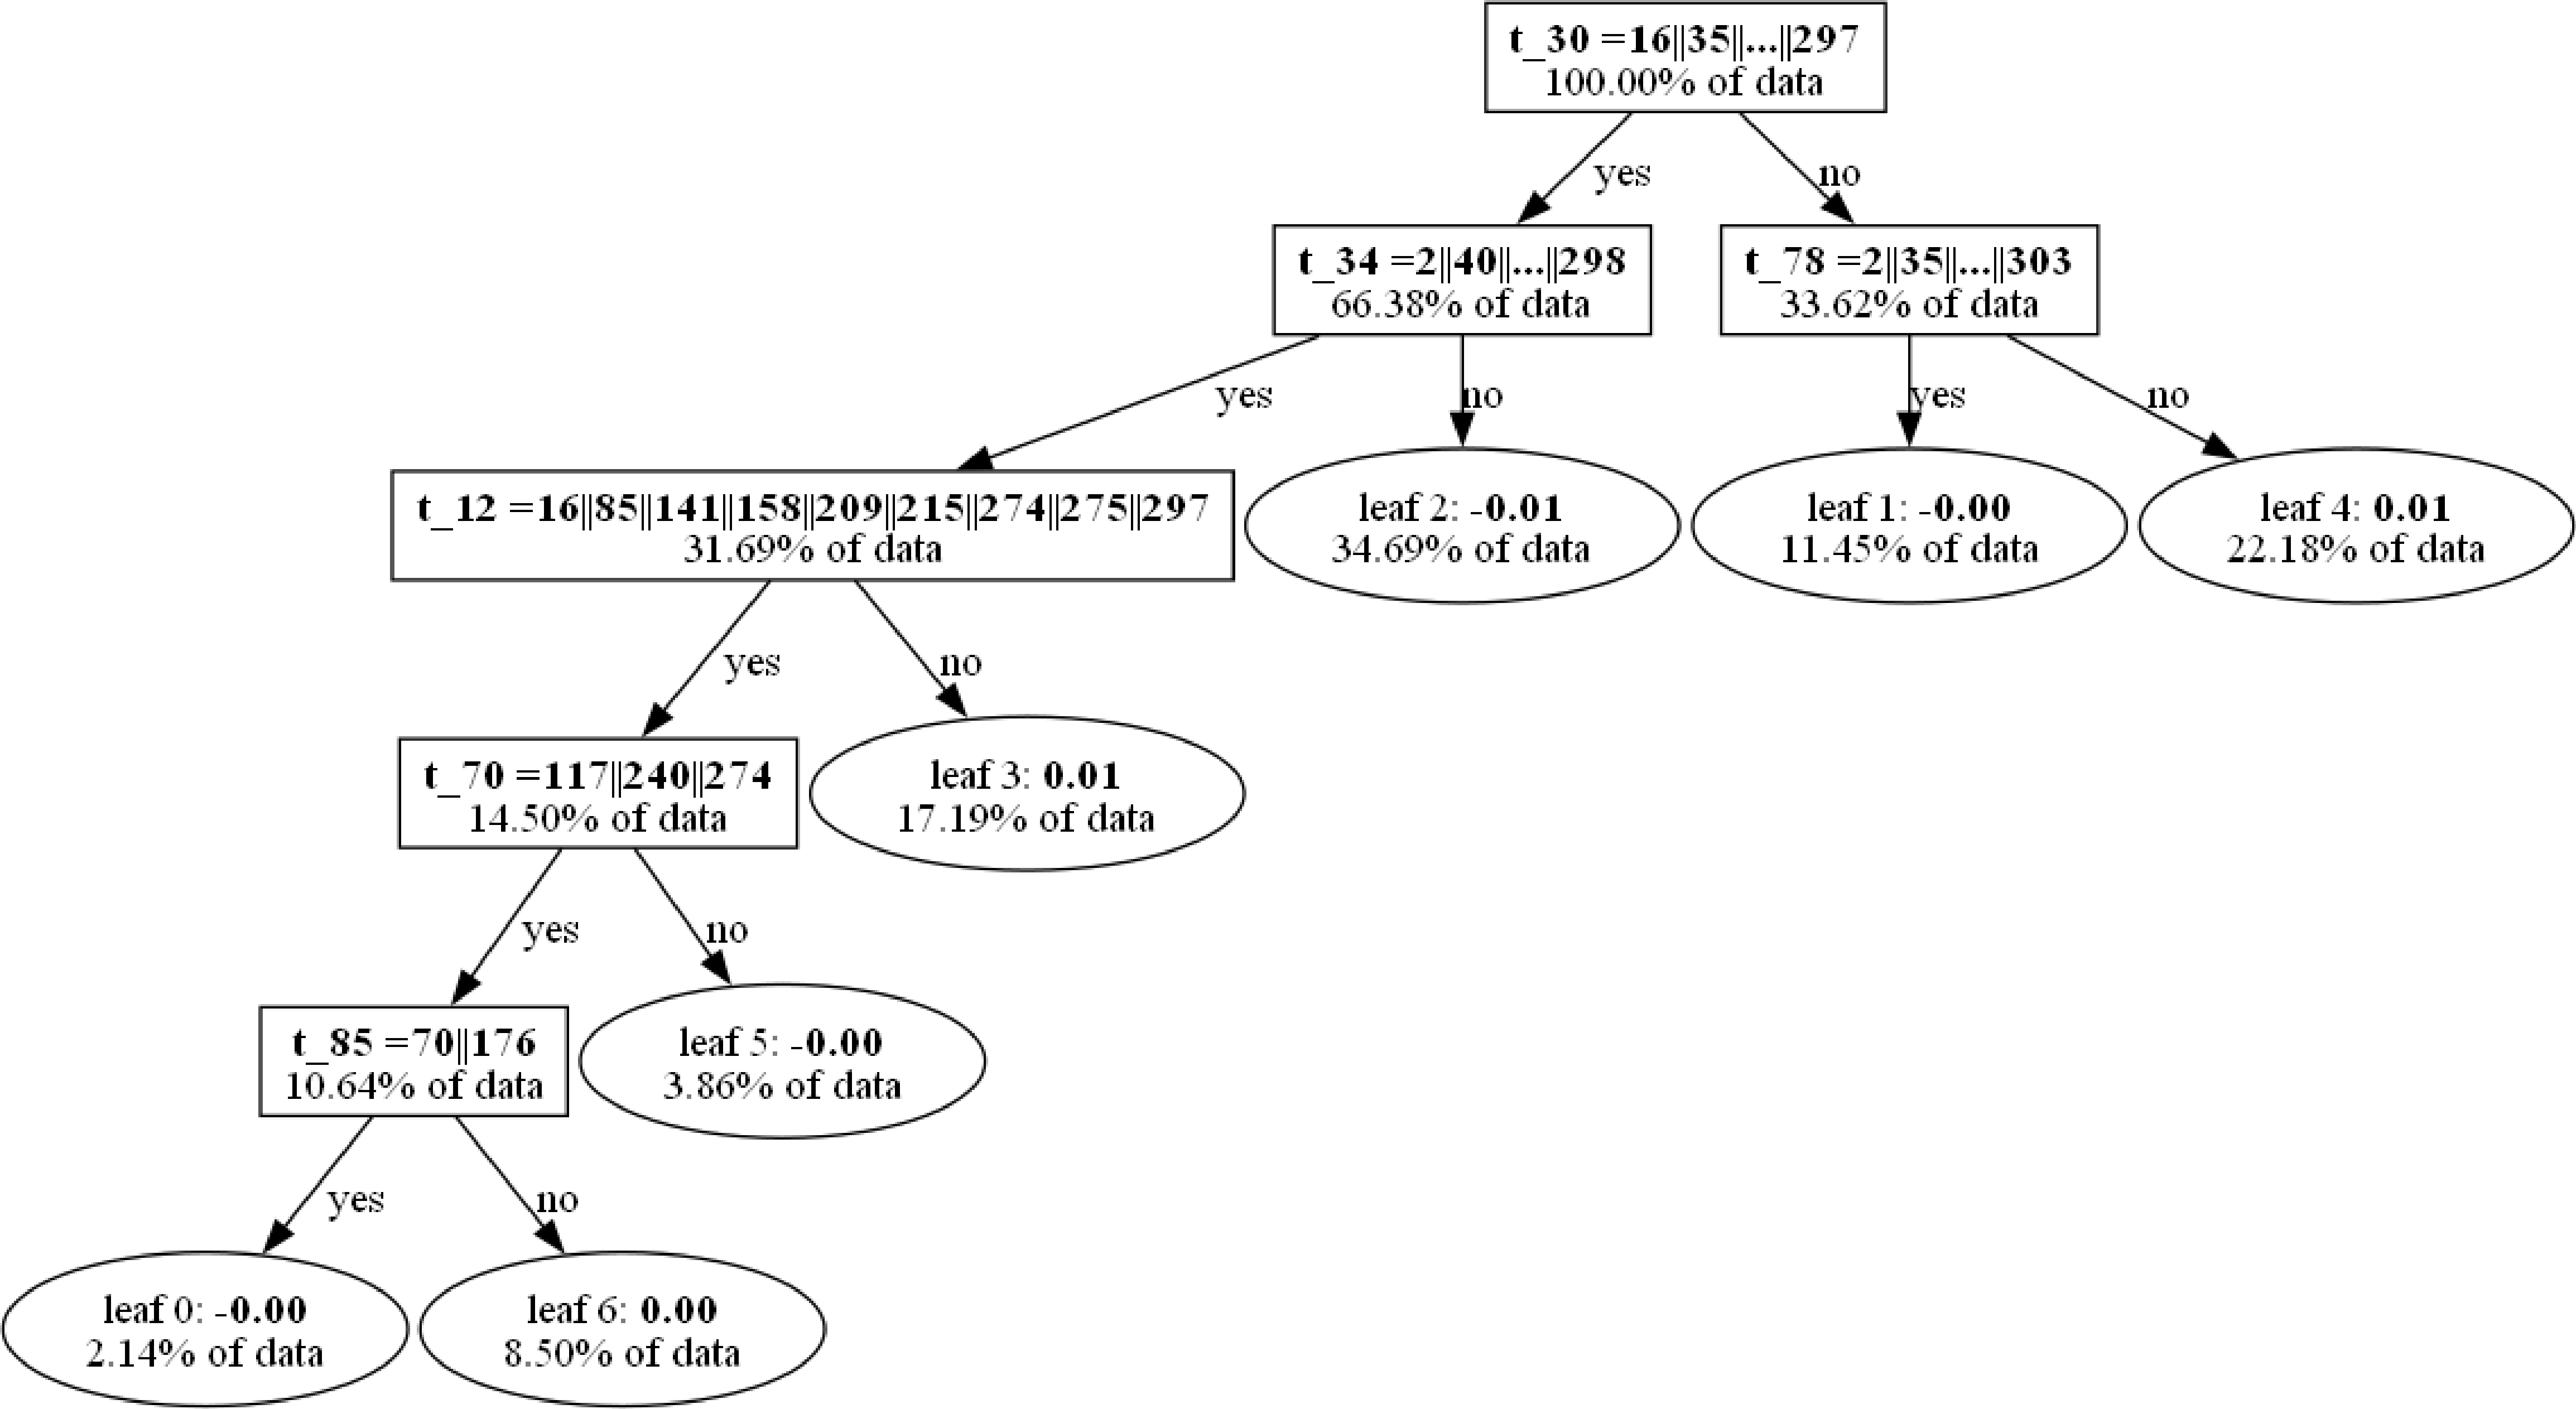 t_30 =16||35||...||297
100.00% of data
yes
no
t_34 =2||40||...||298
66.38% of data
t_78 =2||35||...||303
33.62% of data
yes
no
yes
no
t_12 =16||85||141||158||209||215||274||275||297
31.69% of data
leaf 2: -0.01
34.69% of data
leaf 1: -0.00
11.45% of data
leaf 4: 0.01
22.18% of data
yes
no
t_70 =117||240||274
14.50% of data
leaf 3: 0.01
17.19% of data
yes
no
t_85 =70||176
10.64% of data
leaf 5: -0.00
3.86% of data
yes
no
leaf 0: -0.00
2.14% of data
leaf 6: 0.00
8.50% of data